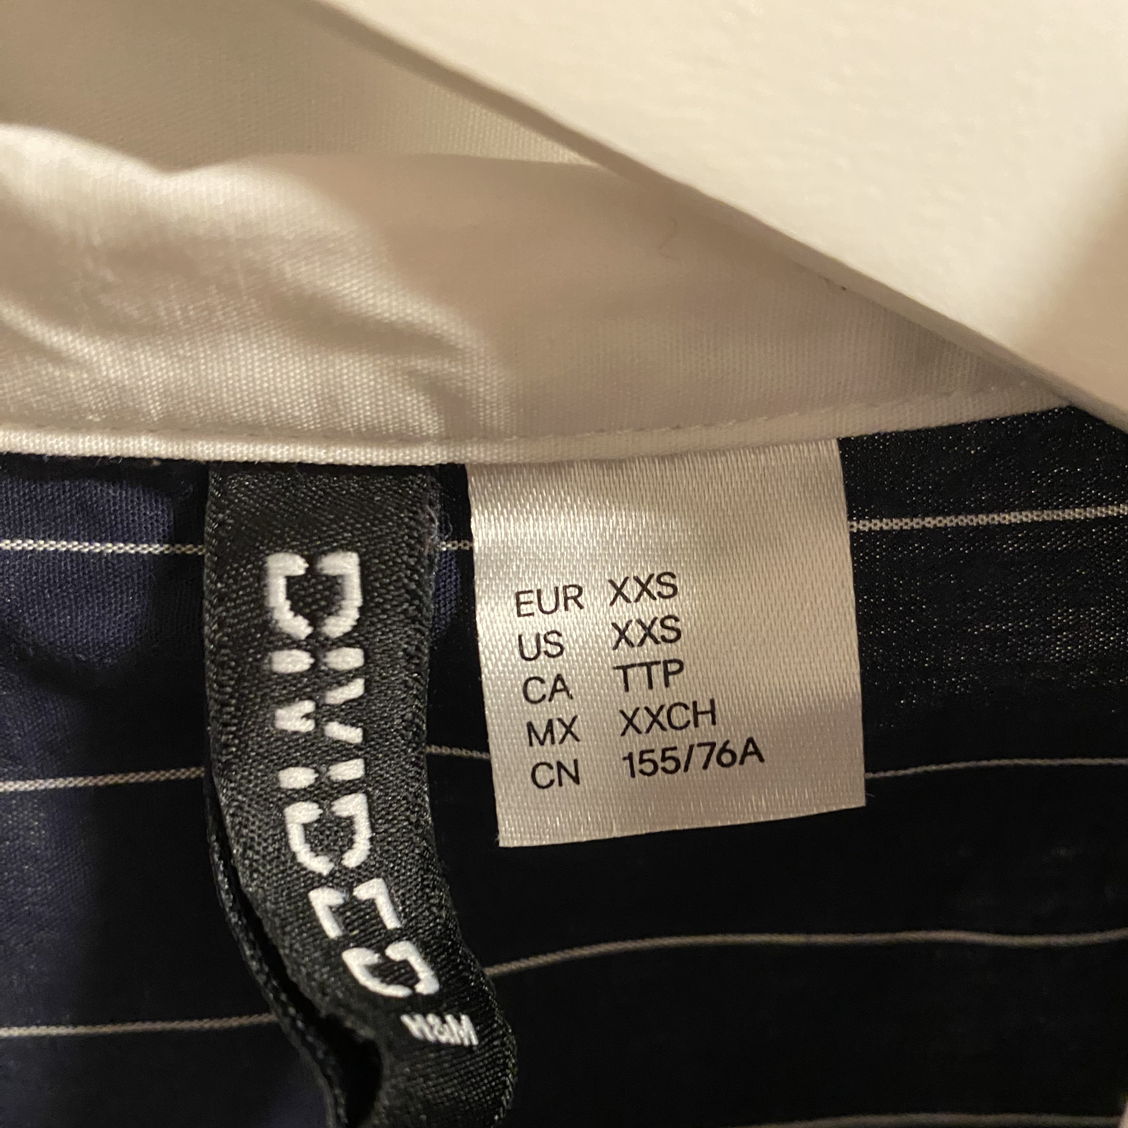 DIVIDED
H&M
EUR XXS
US XXS
CA TTP
MX XXCH
CN 155/76A